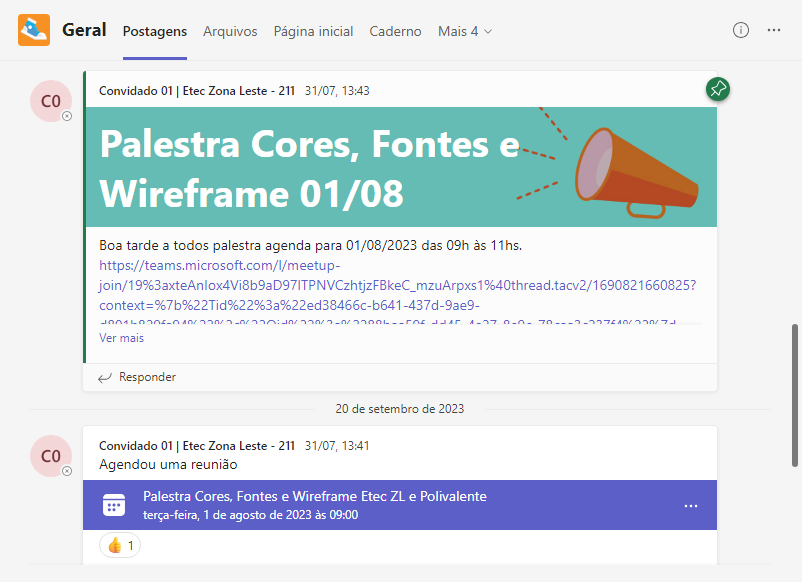 Geral Postagens Arquivos Página inicial Caderno Mais 4
C0
Convidado 01 | Etec Zona Leste - 211 31/07, 13:43
Palestra Cores, Fontes e
Wireframe 01/08
Boa tarde a todos palestra agenda para 01/08/2023 das 09h às 11hs.
https://teams.microsoft.com/l/meetup-
join/19%3axteAnIox4Vi8b9aD97lTPNVCzhtjzFBkeC_mzuArpxs1%40thread.tacv2/1690821660825?
context=%7b%22Tid%22%3a%22ed38466c-b641-437d-9ae9-
Ver mais
Responder
20 de setembro de 2023
C0
Convidado 01 | Etec Zona Leste - 211 31/07, 13:41
Agendou uma reunião
Palestra Cores, Fontes e Wireframe Etec ZL e Polivalente
terça-feira, 1 de agosto de 2023 às 09:00
1